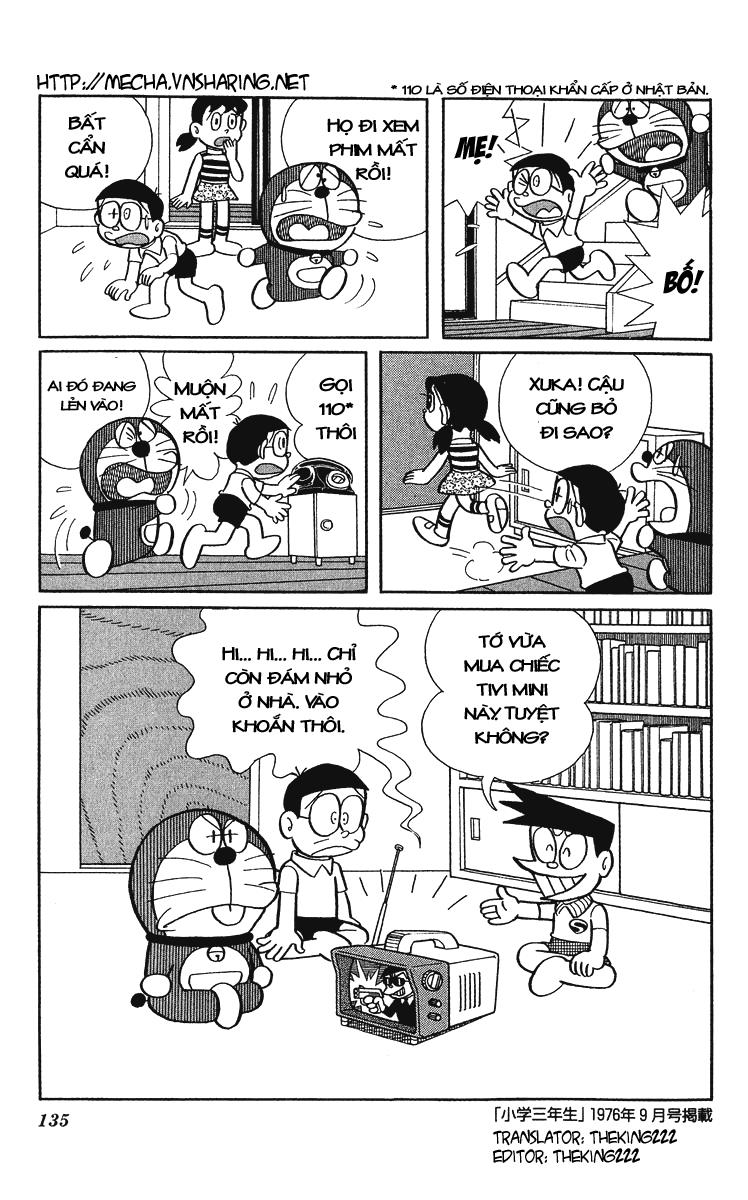 HTTP://MECHA.VNSHARING.NET
* 110 LÀ SỐ ĐIỆN THOẠI KHẨN CẤP Ở NHẬT BẢN.
MẸ!
BỐ!
HỌ ĐI XEM
PHIM MẤT
RỒI!
BẤT
CẨN
QUÁ!
XUKA! CẬU
CŨNG BỎ
ĐI SAO?
GỌI
110*
THÔI
MUỘN
MẤT
RỒI!
AI ĐÓ ĐANG
LẺN VÀO!
TỚ VỪA
MUA CHIẾC
TIVI MINI
NÀY. TUYỆT
KHÔNG?
HI... HI... HI... CHỈ
CÒN ĐÁM NHỎ
Ở NHÀ. VÀO
KHOẮN THÔI.
135
「小学三年生」1976年9月号掲載
TRANSLATOR: THEKING222
EDITOR: THEKING222